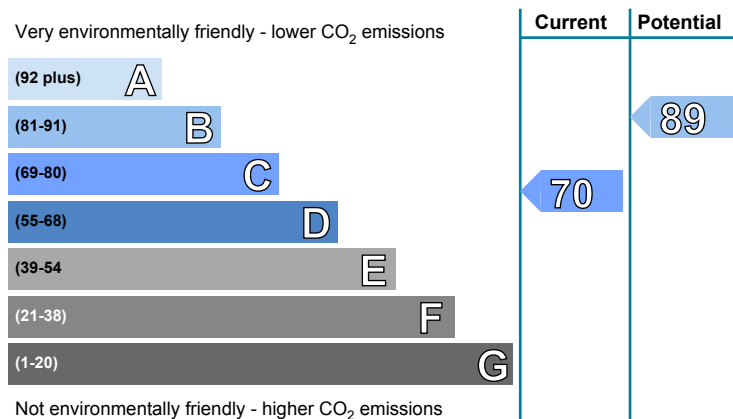 Very environmentally friendly - lower CO2 emissions
Current
Potential
(92 plus) A
(81-91) B
(69-80) C
(55-68) D
(39-54 E
(21-38) F
(1-20) G
89
70
Not environmentally friendly - higher CO2 emissions